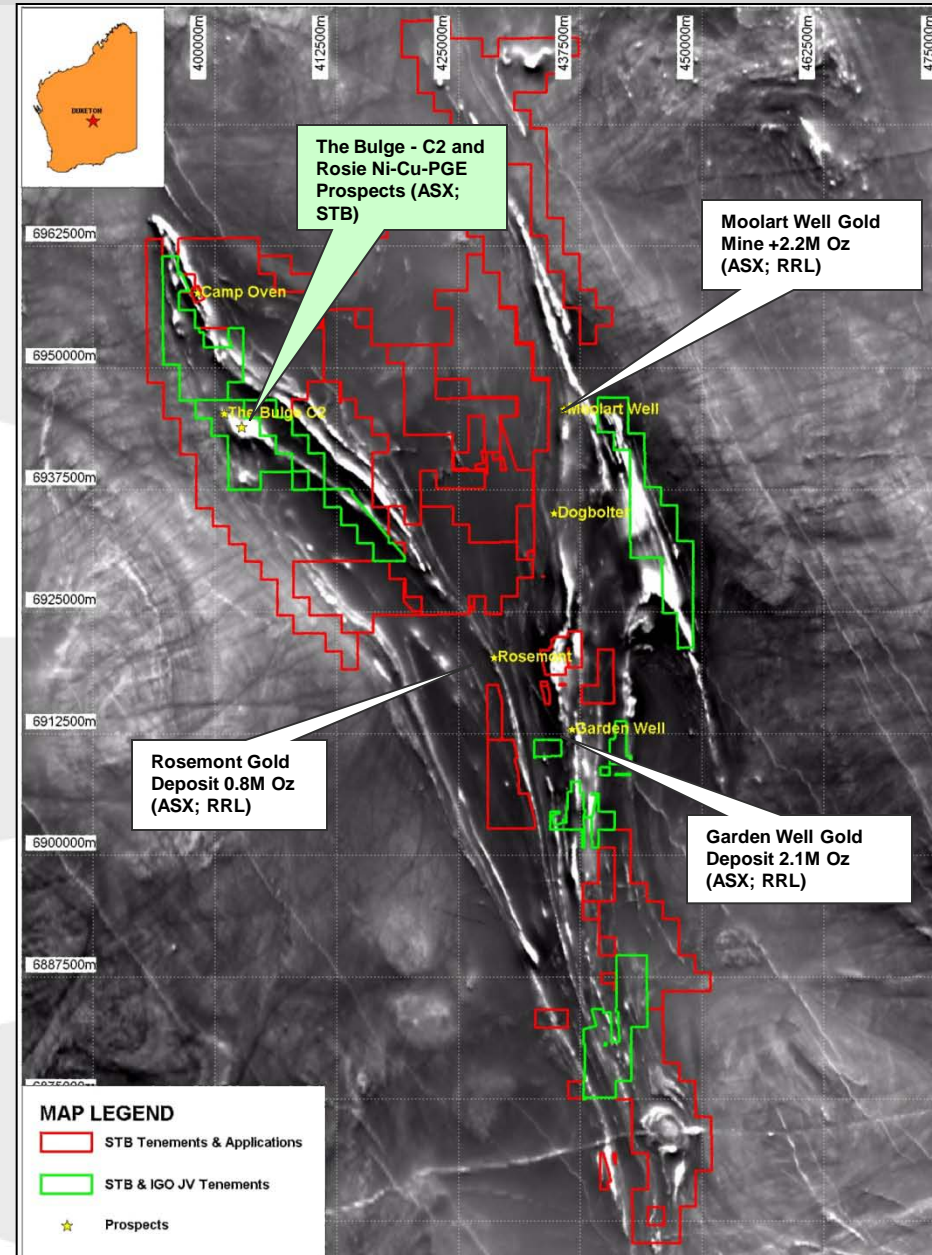 400000m
412500m
425000m
437500m
450000m
462500m
DUKETON
The Bulge - C2 and
Rosie Ni-Cu-PGE
Prospects (ASX;
STB)
Moolart Well Gold
Mine +2.2M Oz
(ASX; RRL)
6962500m
Camp Oven
6950000m
The Bulge C2
Moolart Well
6937500m
Dogbolter
6925000m
Rosemont
6912500m
Garden Well
Rosemont Gold
Deposit 0.8M Oz
(ASX; RRL)
Garden Well Gold
Deposit 2.1M Oz
(ASX; RRL)
6900000m
6887500m
6875000m
MAP LEGEND
STB Tenements & Applications
STB & IGO JV Tenements
Prospects